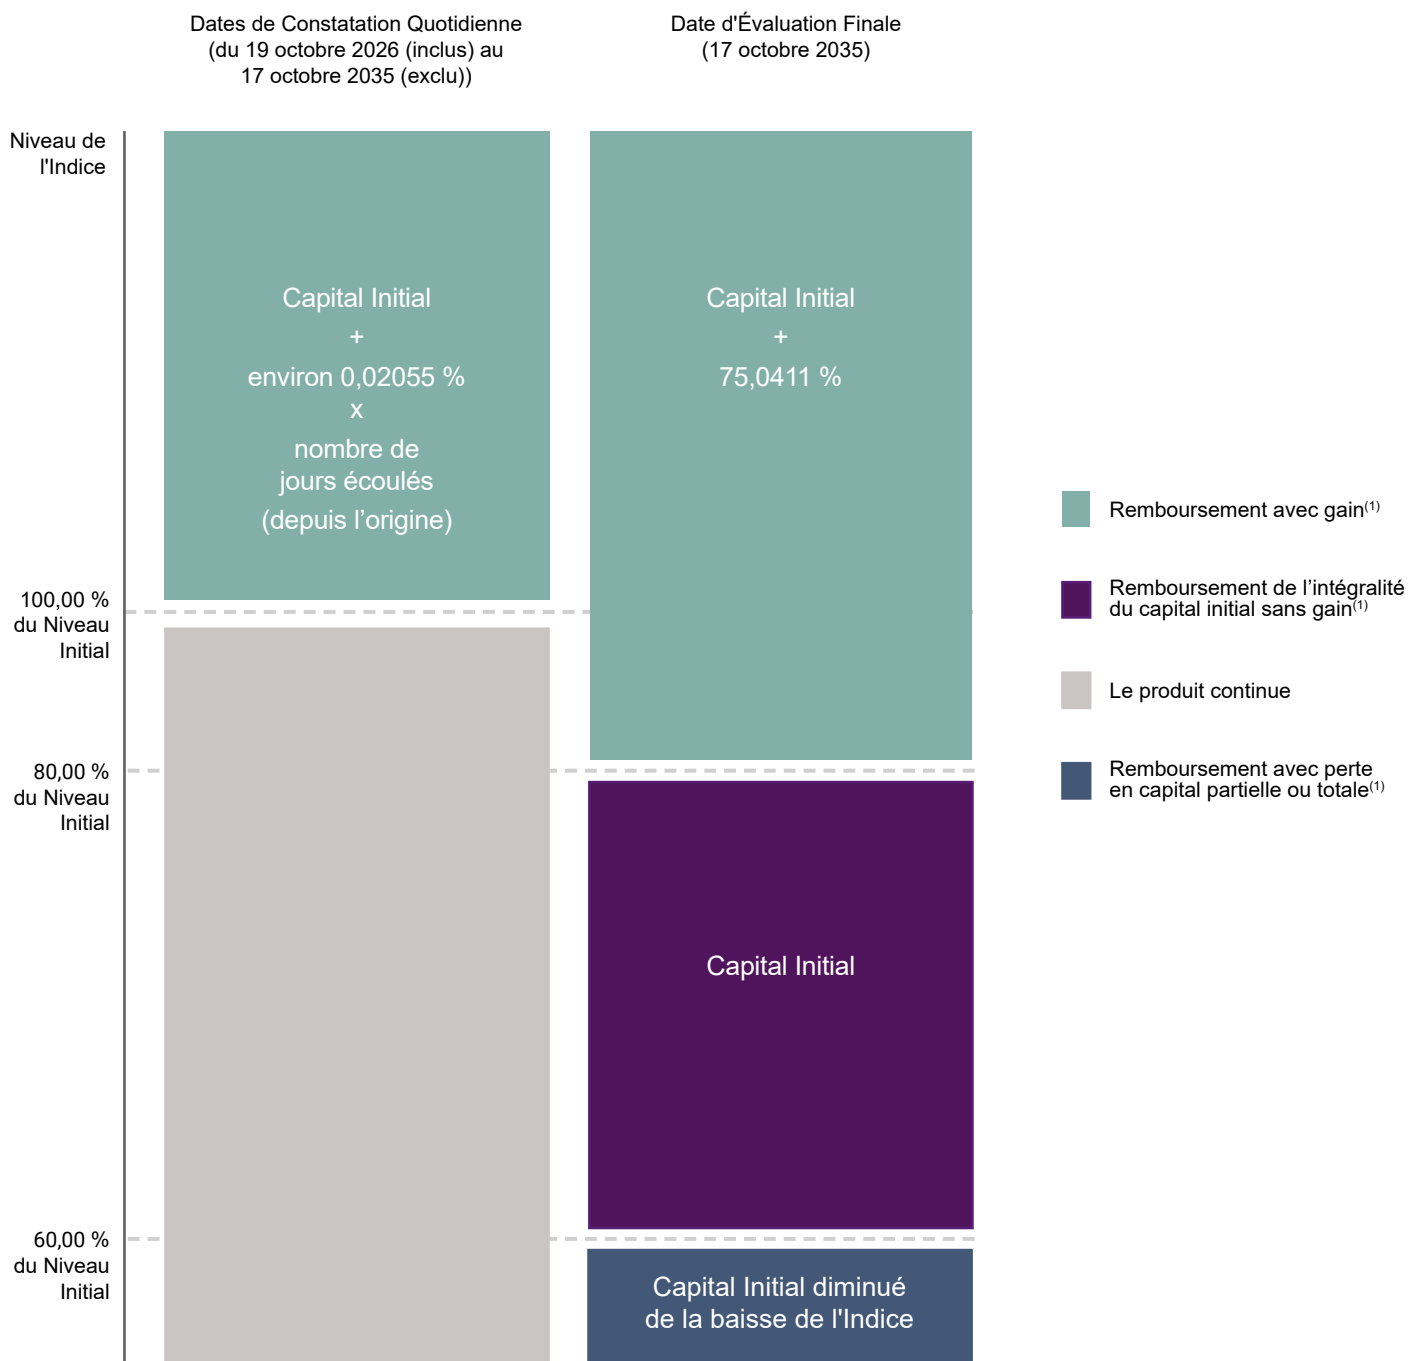 Dates de Constatation Quotidienne
(du 19 octobre 2026 (inclus) au
17 octobre 2035 (exclu))
Date d'Évaluation Finale
(17 octobre 2035)
Niveau de
l'Indice
Capital Initial
+
environ 0,02055 %
x
nombre de
jours écoulés
(depuis l’origine)
Capital Initial
+
75,0411 %
Remboursement avec gain(1)
Remboursement de l’intégralité
du capital initial sans gain(1)
Le produit continue
Remboursement avec perte
en capital partielle ou totale(1)
100,00 %
du Niveau
Initial
80,00 %
du Niveau
Initial
Capital Initial
60,00 %
du Niveau
Initial
Capital Initial diminué
de la baisse de l'Indice